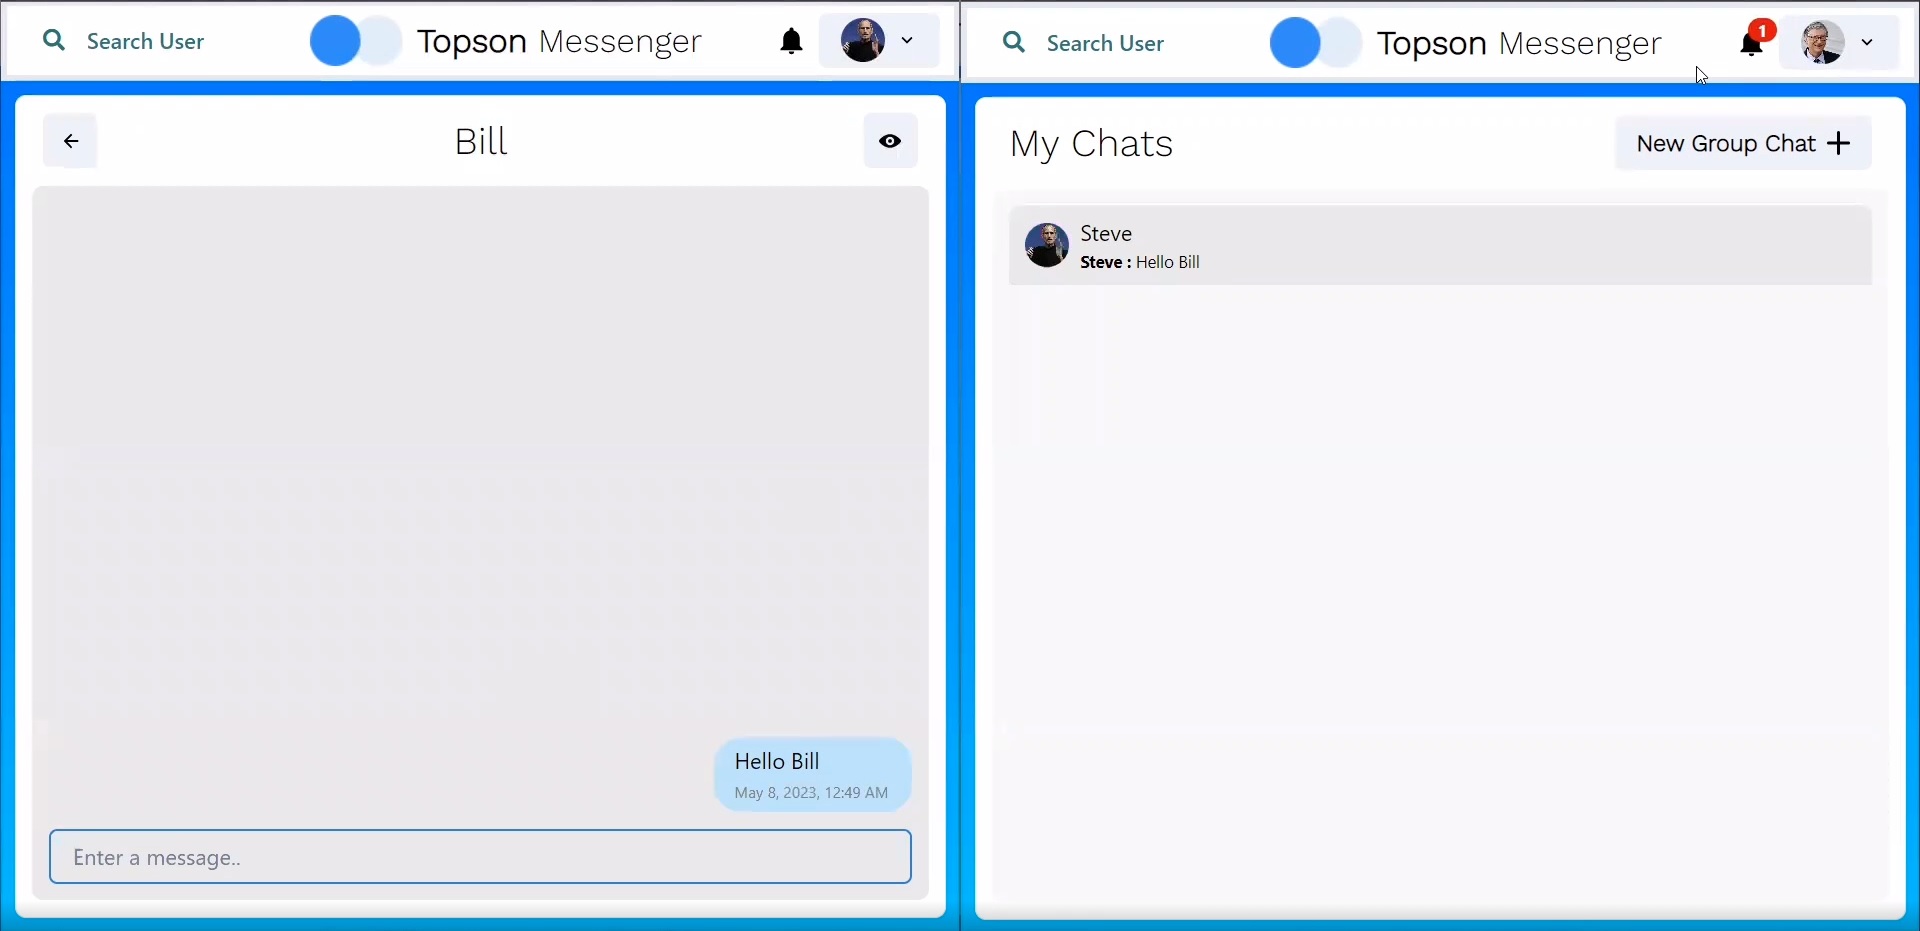 Search User
Topson Messenger
Bill
Hello Bill
May 8, 2023, 12:49 AM
Enter a message..
Search User
Topson Messenger
1
My Chats
New Group Chat
Steve
Steve : Hello Bill